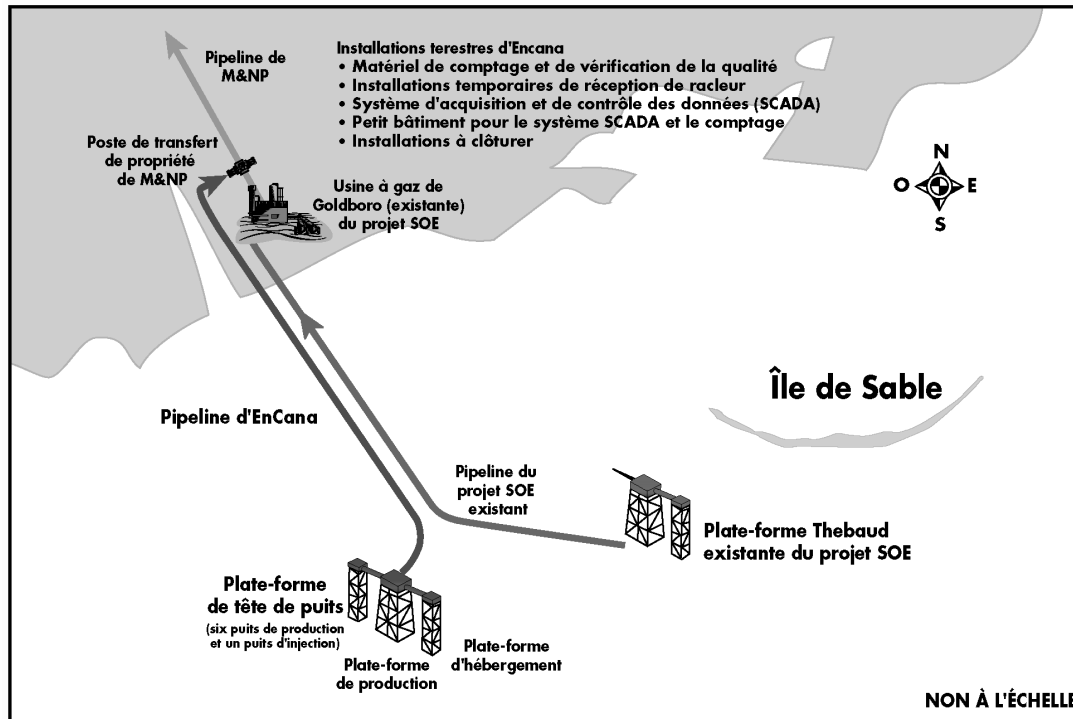 Pipeline de
M&NP
Installations terestres d'Encana
• Matériel de comptage et de vérification de la qualité
• Installations temporaires de réception de racleur
• Système d'acquisition et de contrôle des données (SCADA)
• Petit bâtiment pour le système SCADA et le comptage
• Installations à clôturer
Poste de transfert
de propriété
de M&NP
Usine à gaz de
Goldboro (existante)
du projet SOE
N
O
E
S
Île de Sable
Pipeline d'EnCana
Pipeline du
projet SOE
existant
Plate-forme Thebaud
existante du projet SOE
Plate-forme
de tête de puits
(six puits de production
et un puits d'injection)
Plate-forme
d'hébergement
Plate-forme
de production
NON À L'ÉCHELLE